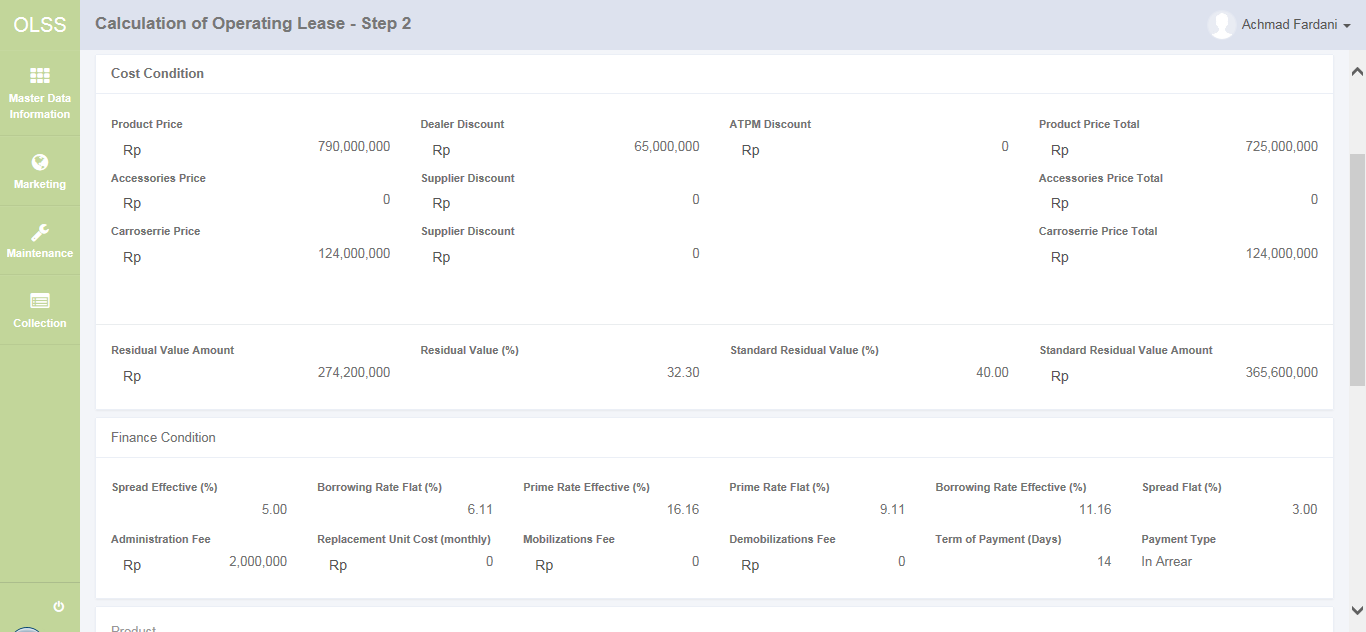 OLSS
Calculation of Operating Lease - Step 2
Achmad Fardani
Master Data
Information
Marketing
Maintenance
Collection
Cost Condition
Product Price Dealer Discount ATPM Discount Product Price Total
Rp 790,000,000 Rp 65,000,000 Rp 0 Rp 725,000,000
Accessories Price Supplier Discount Accessories Price Total
Rp 0 Rp 0 Rp 0
Carroserrie Price Supplier Discount Carroserrie Price Total
Rp 124,000,000 Rp 0 Rp 124,000,000
Residual Value Amount Residual Value (%) Standard Residual Value (%) Standard Residual Value Amount
Rp 274,200,000 32.30 40.00 Rp 365,600,000
Finance Condition
Spread Effective (%) Borrowing Rate Flat (%) Prime Rate Effective (%) Prime Rate Flat (%) Borrowing Rate Effective (%) Spread Flat (%)
5.00 6.11 16.16 9.11 11.16 3.00
Administration Fee Replacement Unit Cost (monthly) Mobilizations Fee Demobilizations Fee Term of Payment (Days) Payment Type
Rp 2,000,000 Rp 0 Rp 0 Rp 0 14 In Arrear
Product